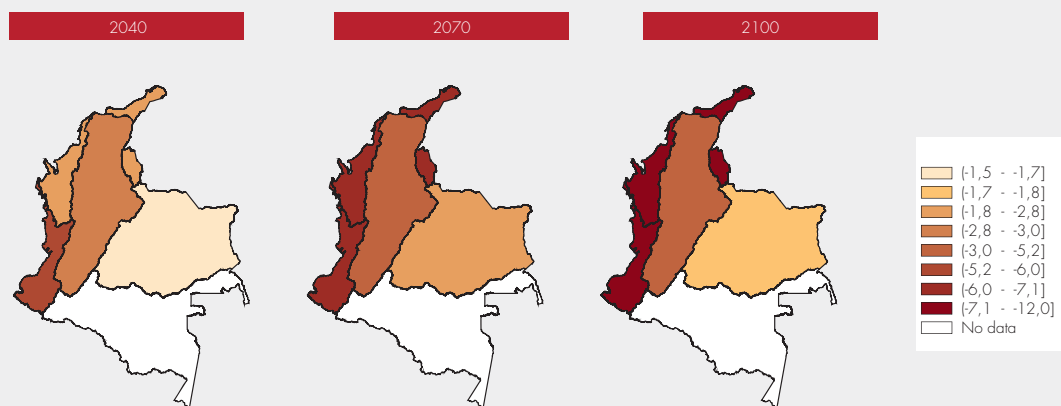 2040
2070
2100
(-1,5 - -1,7]
(-1,7 - -1,8]
(-1,8 - -2,8]
(-2,8 - -3,0]
(-3,0 - -5,2]
(-5,2 - -6,0]
(-6,0 - -7,1]
(-7,1 - -12,0]
No data